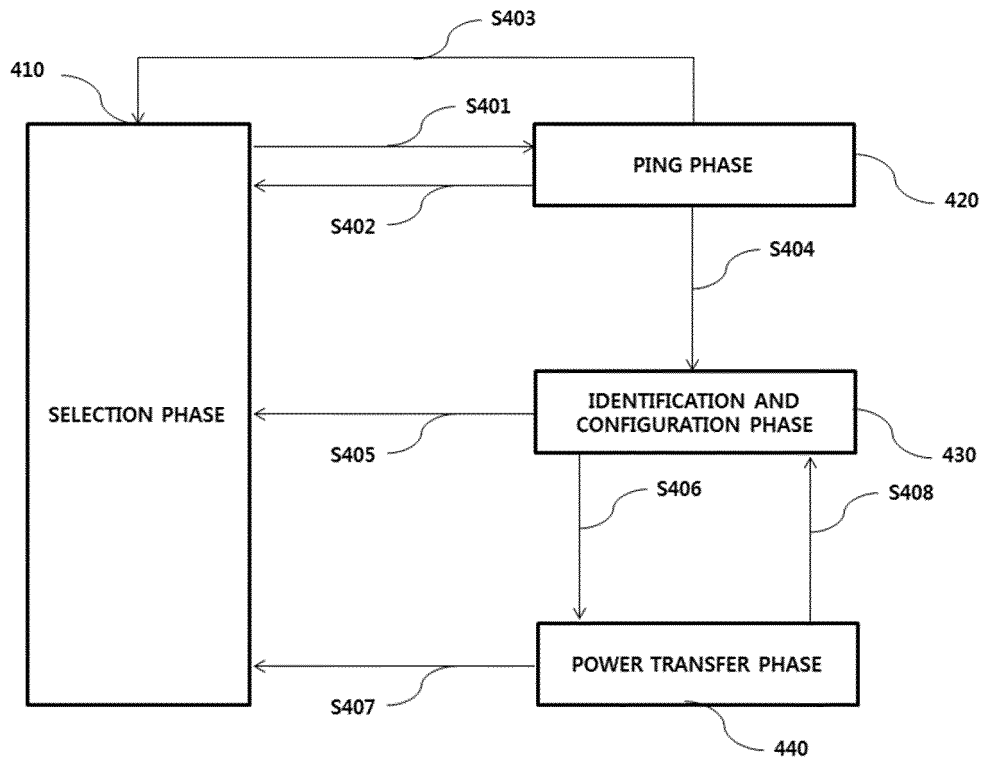 S403
410
S401
PING PHASE
420
S402
S404
SELECTION PHASE
IDENTIFICATION AND
CONFIGURATION PHASE
S405
430
S406
S408
POWER TRANSFER PHASE
S407
440